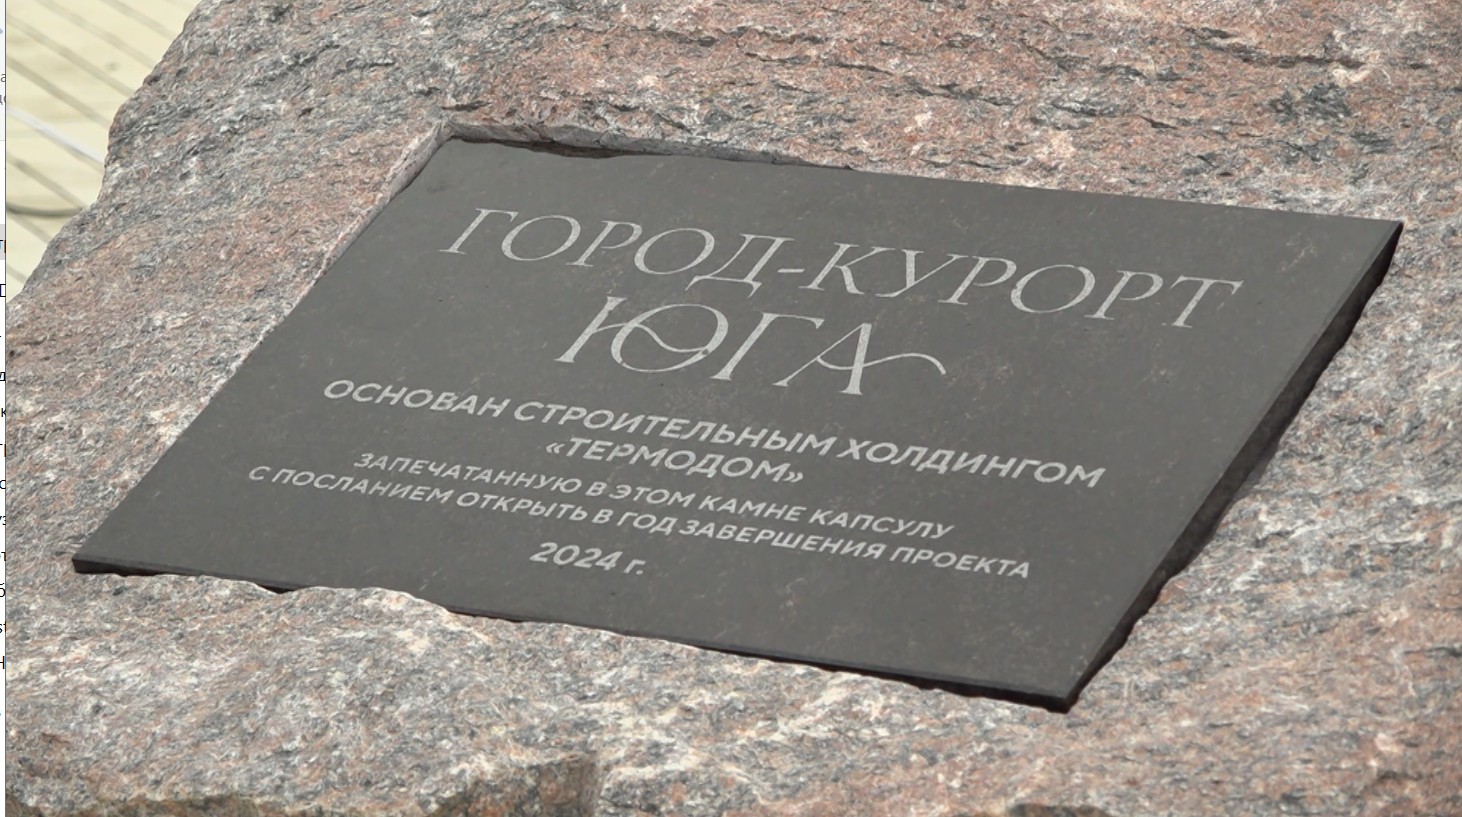 ГОРОД-КУРОРТ
ЮГА
ОСНОВАН СТРОИТЕЛЬНЫМ ХОЛДИНГОМ
«ТЕРМОДОМ»
ЗАПЕЧАТАННУЮ В ЭТОМ КАМНЕ КАПСУЛУ
С ПОСЛАНИЕМ ОТКРЫТЬ В ГОД ЗАВЕРШЕНИЯ ПРОЕКТА
2024 г.